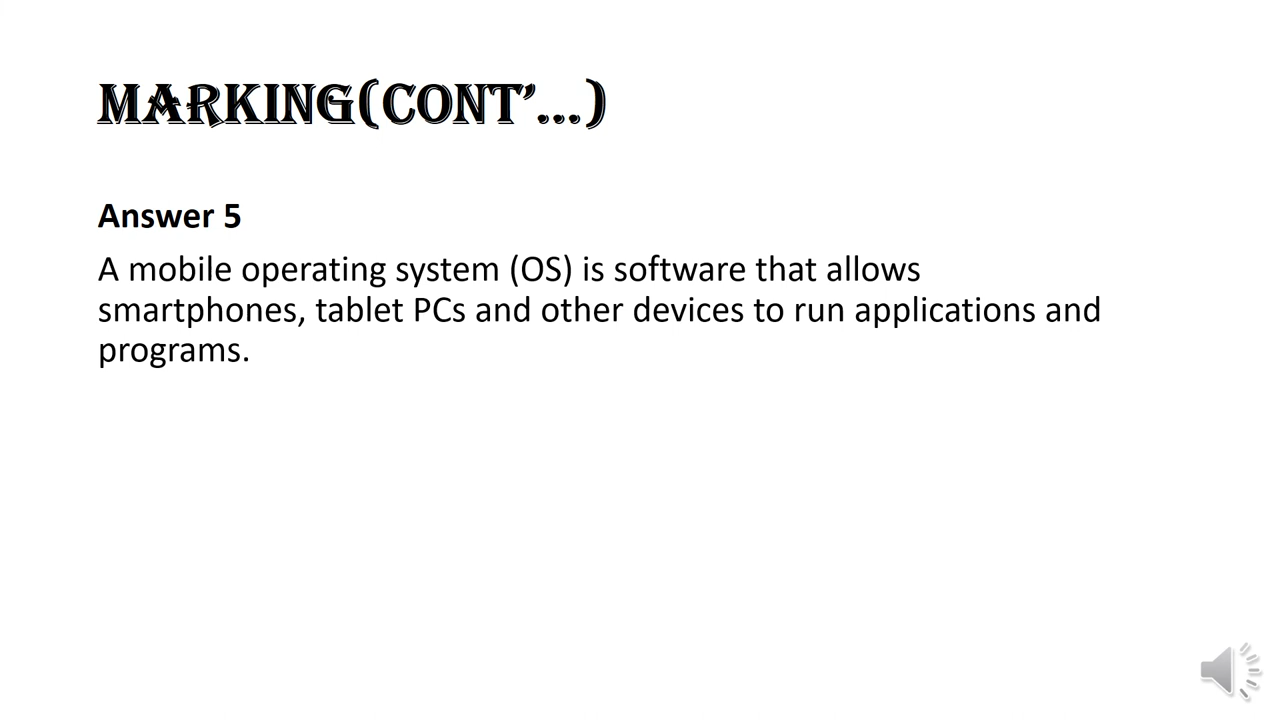 MARKING(CONT’…)
Answer 5
A mobile operating system (OS) is software that allows
smartphones, tablet PCs and other devices to run applications and
programs.